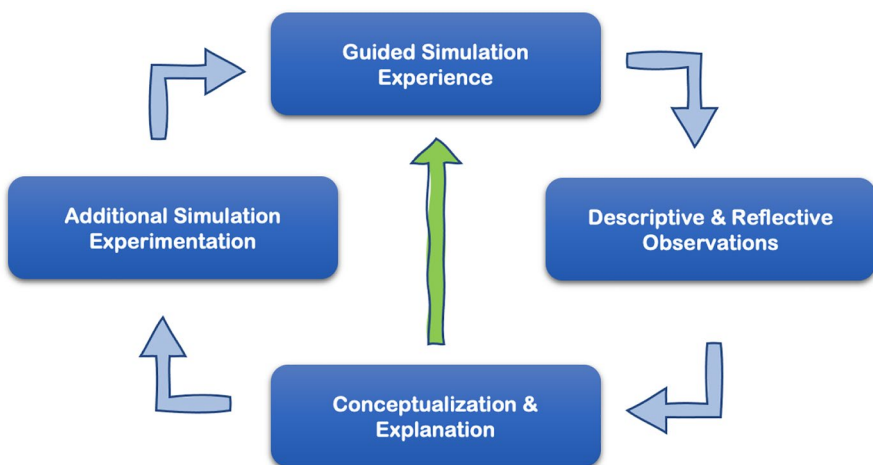 Guided Simulation
Experience
Descriptive & Reflective
Observations
Conceptualization &
Explanation
Additional Simulation
Experimentation